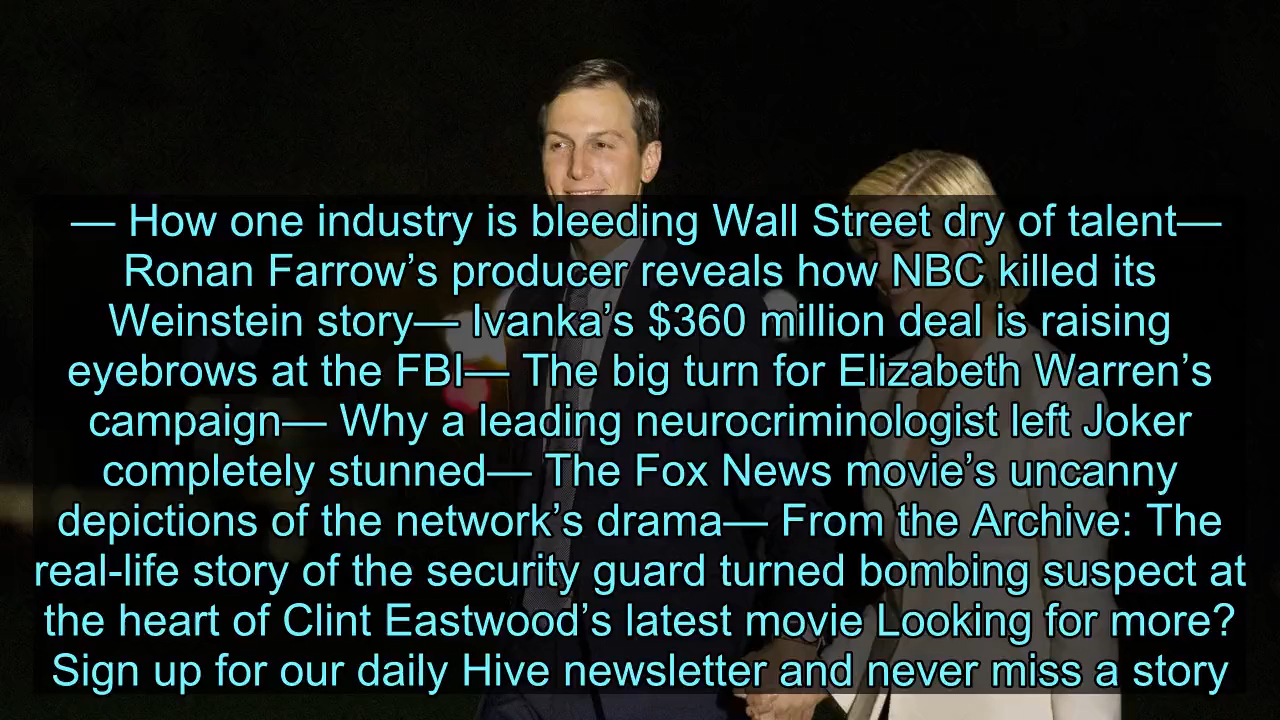 — How one industry is bleeding Wall Street dry of talent—
Ronan Farrow’s producer reveals how NBC killed its
Weinstein story— Ivanka’s $360 million deal is raising
eyebrows at the FBI— The big turn for Elizabeth Warren’s
campaign— Why a leading neurocriminologist left Joker
completely stunned— The Fox News movie’s uncanny
depictions of the network’s drama— From the Archive: The
real-life story of the security guard turned bombing suspect at
the heart of Clint Eastwood’s latest movie Looking for more?
Sign up for our daily Hive newsletter and never miss a story